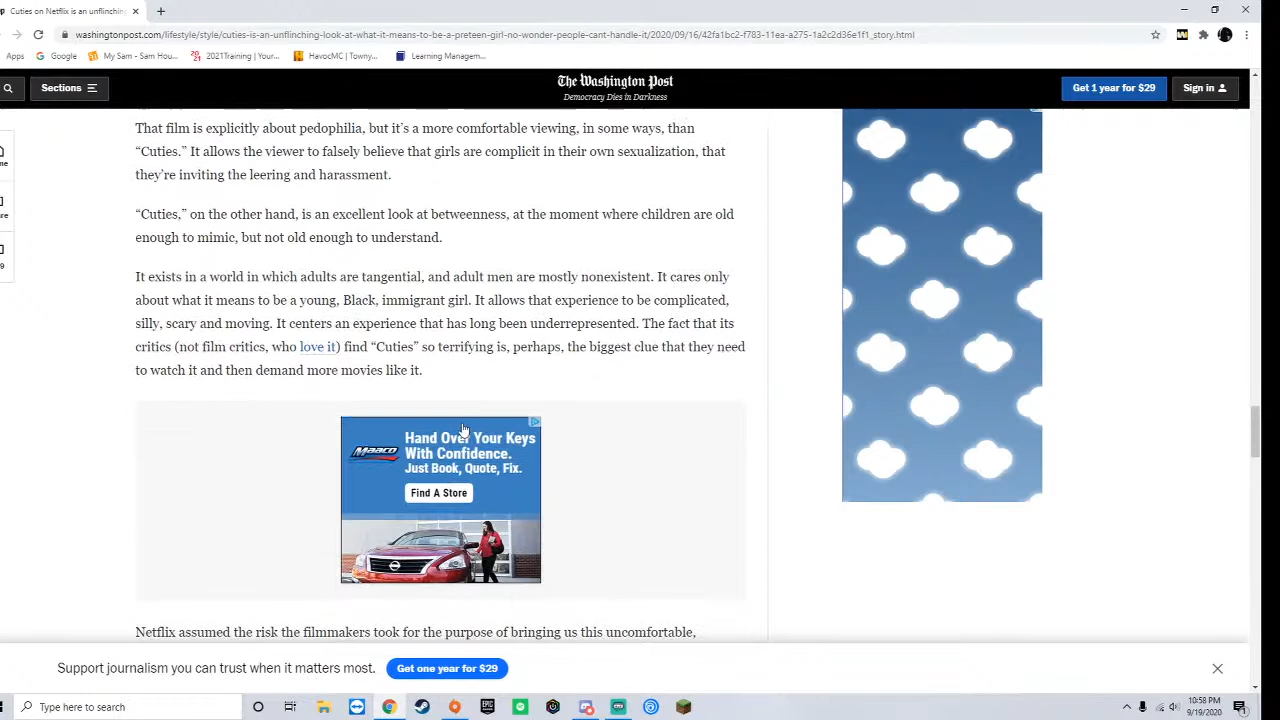 Cuties on Netflix is an unflinching
washingtonpost.com/lifestyle/style/cuties-is-an-unflinching-look-at-what-it-means-to-be-a-preteen-girl-no-wonder-people-cant-handle-it/2020/09/16/42fa1bc2-f783-11ea-a275-1a2c2d36e1f1_story.html
Apps Google My Sam - Sam Hou... 2021Training | Your... HavocMC | Towny... Learning Managem...
Sections The Washington Post Get 1 year for $29 Sign in
Democracy Dies in Darkness
That film is explicitly about pedophilia, but it’s a more comfortable viewing, in some ways, than
“Cuties.” It allows the viewer to falsely believe that girls are complicit in their own sexualization, that
they’re inviting the leering and harassment.
“Cuties,” on the other hand, is an excellent look at betweenness, at the moment where children are old
enough to mimic, but not old enough to understand.
It exists in a world in which adults are tangential, and adult men are mostly nonexistent. It cares only
about what it means to be a young, Black, immigrant girl. It allows that experience to be complicated,
silly, scary and moving. It centers an experience that has long been underrepresented. The fact that its
critics (not film critics, who love it) find “Cuties” so terrifying is, perhaps, the biggest clue that they need
to watch it and then demand more movies like it.
Maaco
Hand Over Your Keys
With Confidence.
Just Book, Quote, Fix.
Find A Store
Netflix assumed the risk the filmmakers took for the purpose of bringing us this uncomfortable,
Support journalism you can trust when it matters most. Get one year for $29
Type here to search
10:58 PM
9/19/2020